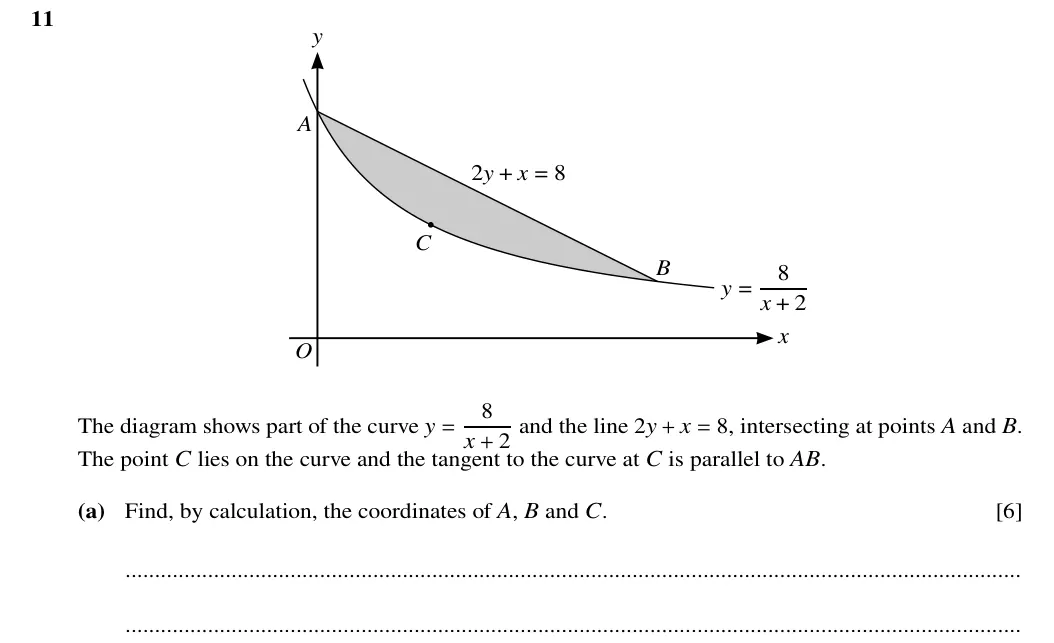 11
y
A
2y + x = 8
C
B
y = 8/(x + 2)
O
x
The diagram shows part of the curve y = 8/(x + 2) and the line 2y + x = 8, intersecting at points A and B.
The point C lies on the curve and the tangent to the curve at C is parallel to AB.
(a) Find, by calculation, the coordinates of A, B and C. [6]